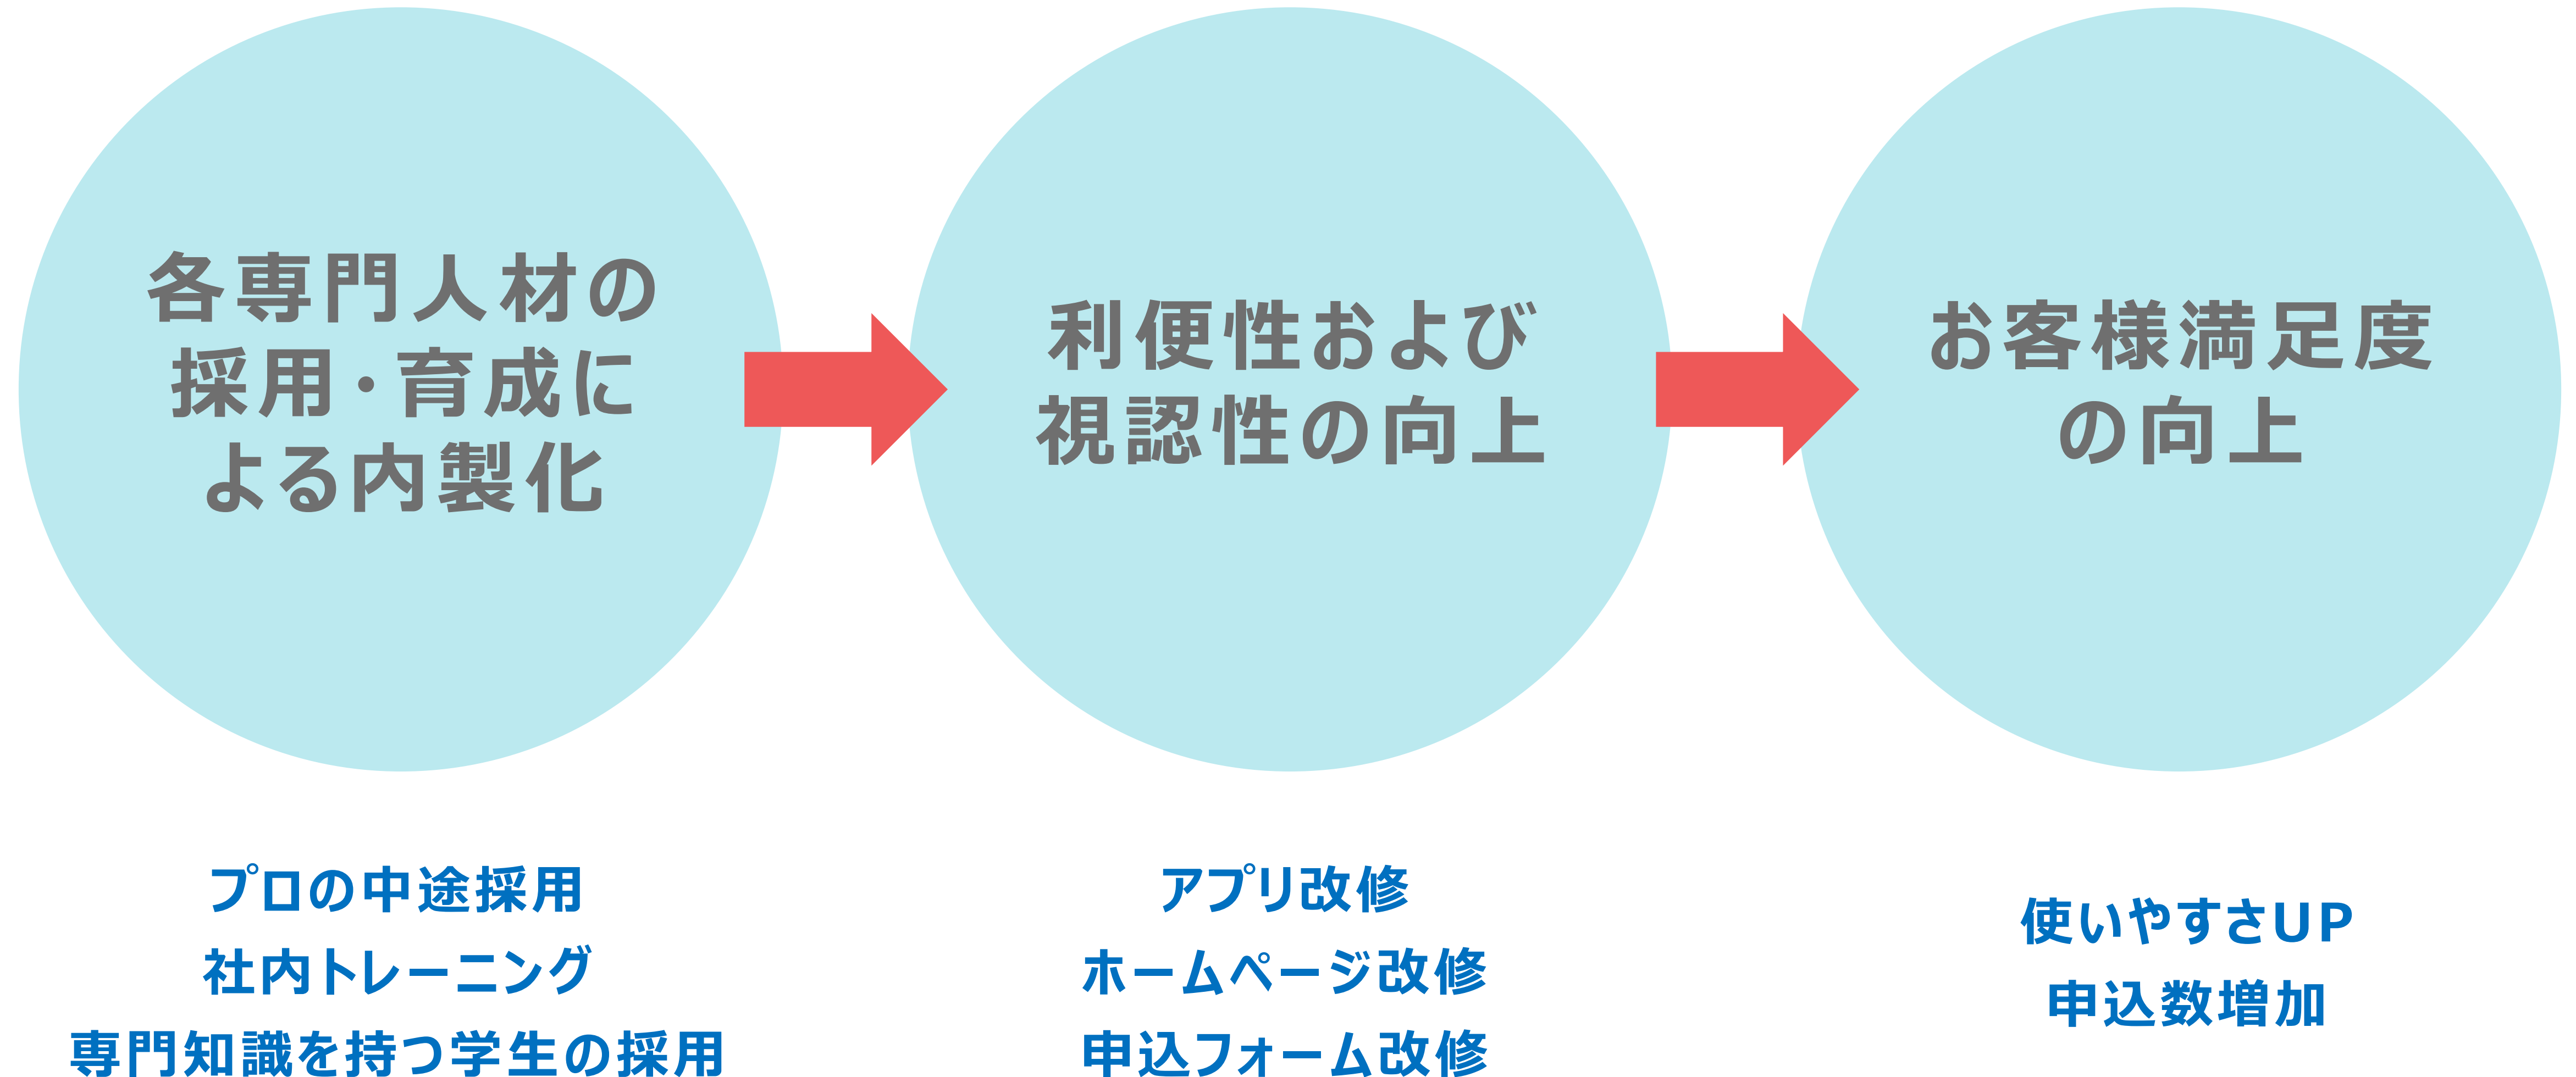 各専門人材の
採用・育成に
よる内製化
利便性および
視認性の向上
お客様満足度
の向上
プロの中途採用
社内トレーニング
専門知識を持つ学生の採用
アプリ改修
ホームページ改修
申込フォーム改修
使いやすさUP
申込数増加